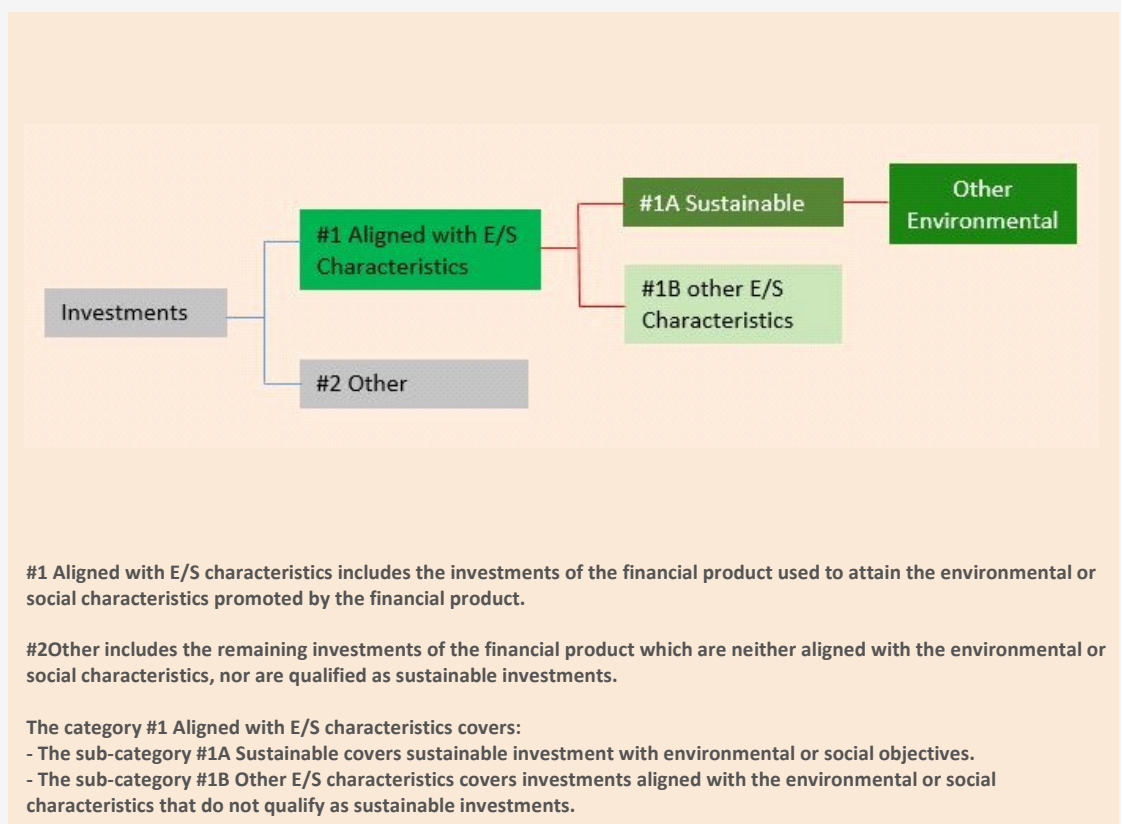 Investments
#1 Aligned with E/S
Characteristics
#2 Other
#1A Sustainable
#1B other E/S
Characteristics
Other
Environmental
#1 Aligned with E/S characteristics includes the investments of the financial product used to attain the environmental or
social characteristics promoted by the financial product.
#2Other includes the remaining investments of the financial product which are neither aligned with the environmental or
social characteristics, nor are qualified as sustainable investments.
The category #1 Aligned with E/S characteristics covers:
- The sub-category #1A Sustainable covers sustainable investment with environmental or social objectives.
- The sub-category #1B Other E/S characteristics covers investments aligned with the environmental or social
characteristics that do not qualify as sustainable investments.